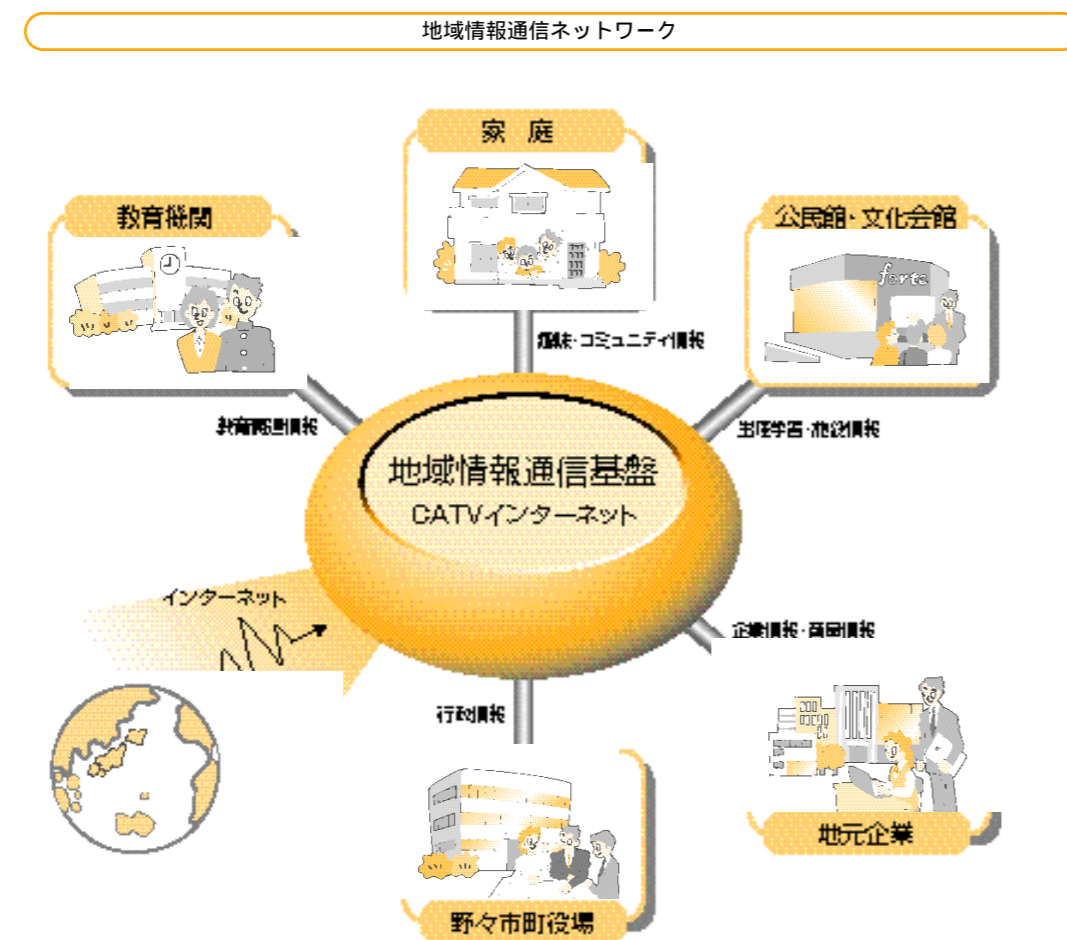 地域情報通信ネットワーク
家 庭
教育機関
公民館・文化会館
forte
趣味・コミュニティ情報
教育関連情報
生涯学習・施設情報
地域情報通信基盤
CATVインターネット
インターネット
企業情報・商品情報
行政情報
地元企業
野々市町役場